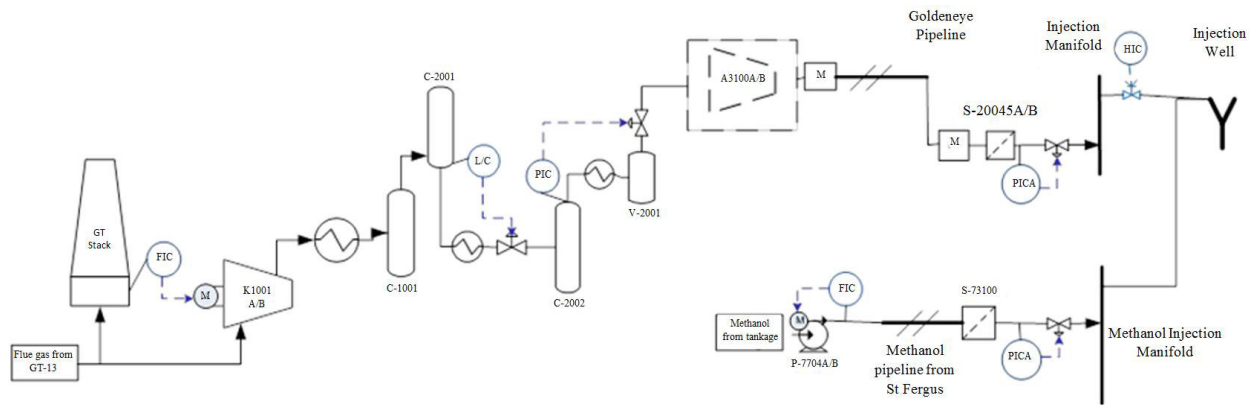 Goldeneye
Pipeline
Injection
Manifold
Injection
Well
HIC
C-2001
A3100A/B
M
S-20045A/B
L/C
PIC
M
PICA
V-2001
GT
Stack
FIC
M
K1001
A/B
C-1001
C-2002
Flue gas from
GT-13
Methanol
from tankage
M
FIC
P-7704A/B
S-73100
PICA
Methanol
pipeline from
St Fergus
Methanol Injection
Manifold